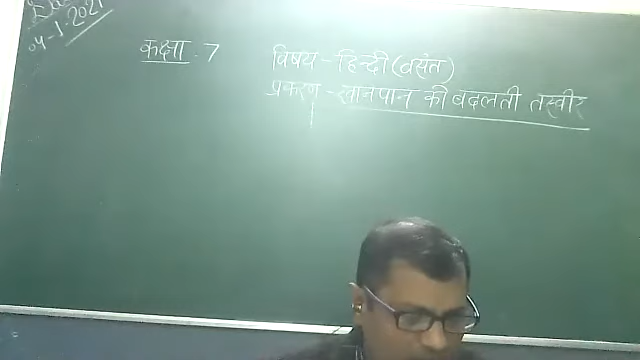 04-1-2021
कक्षा. 7
विषय - हिन्दी (वसंत)
प्रकरण - खानपान की बदलती तस्वीर